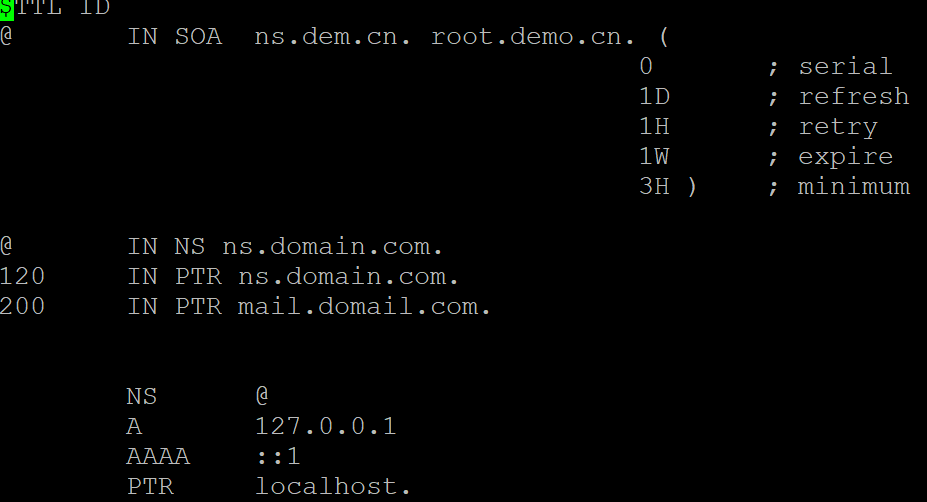 $TTL 1D
@ IN SOA ns.dem.cn. root.demo.cn. (
0 ; serial
1D ; refresh
1H ; retry
1W ; expire
3H ) ; minimum
@ IN NS ns.domain.com.
120 IN PTR ns.domain.com.
200 IN PTR mail.domail.com.
NS @
A 127.0.0.1
AAAA ::1
PTR localhost.